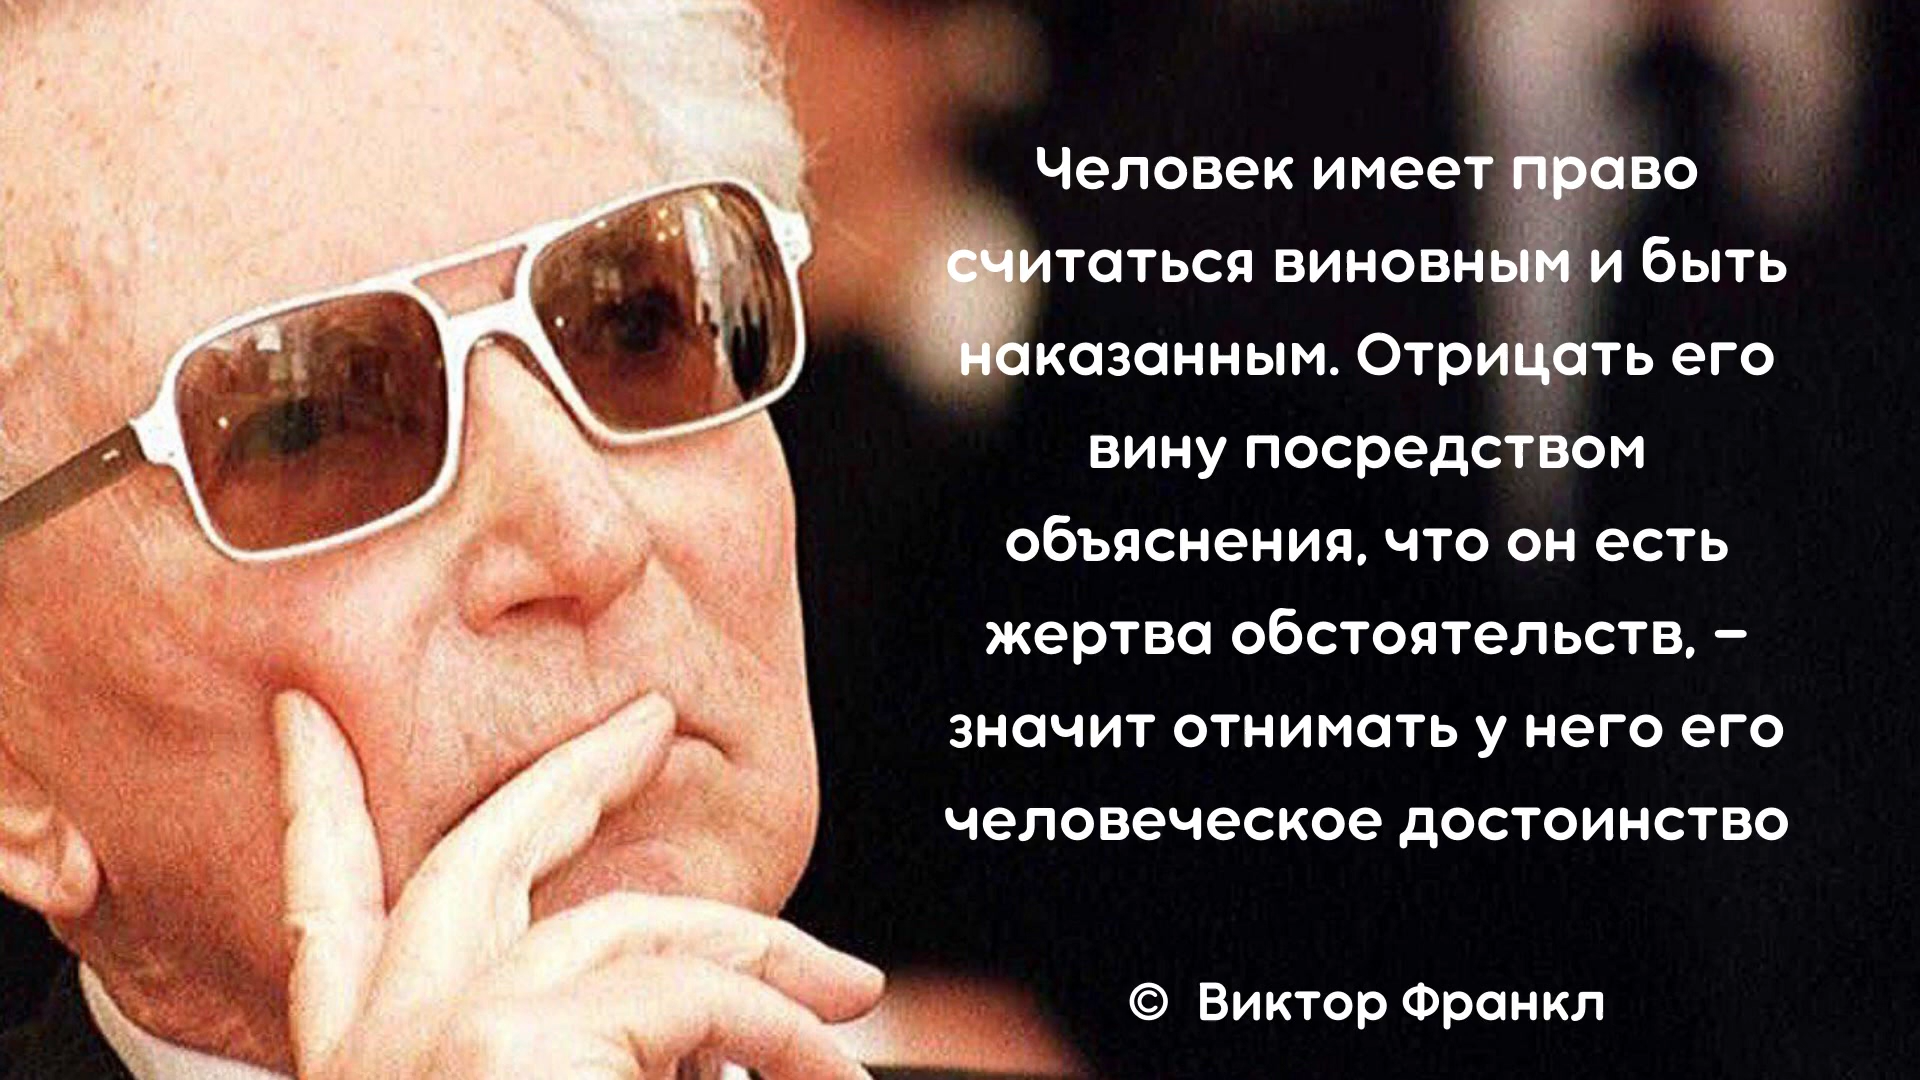 Человек имеет право
считаться виновным и быть
наказанным. Отрицать его
вину посредством
объяснения, что он есть
жертва обстоятельств, –
значит отнимать у него его
человеческое достоинство
© Виктор Франкл